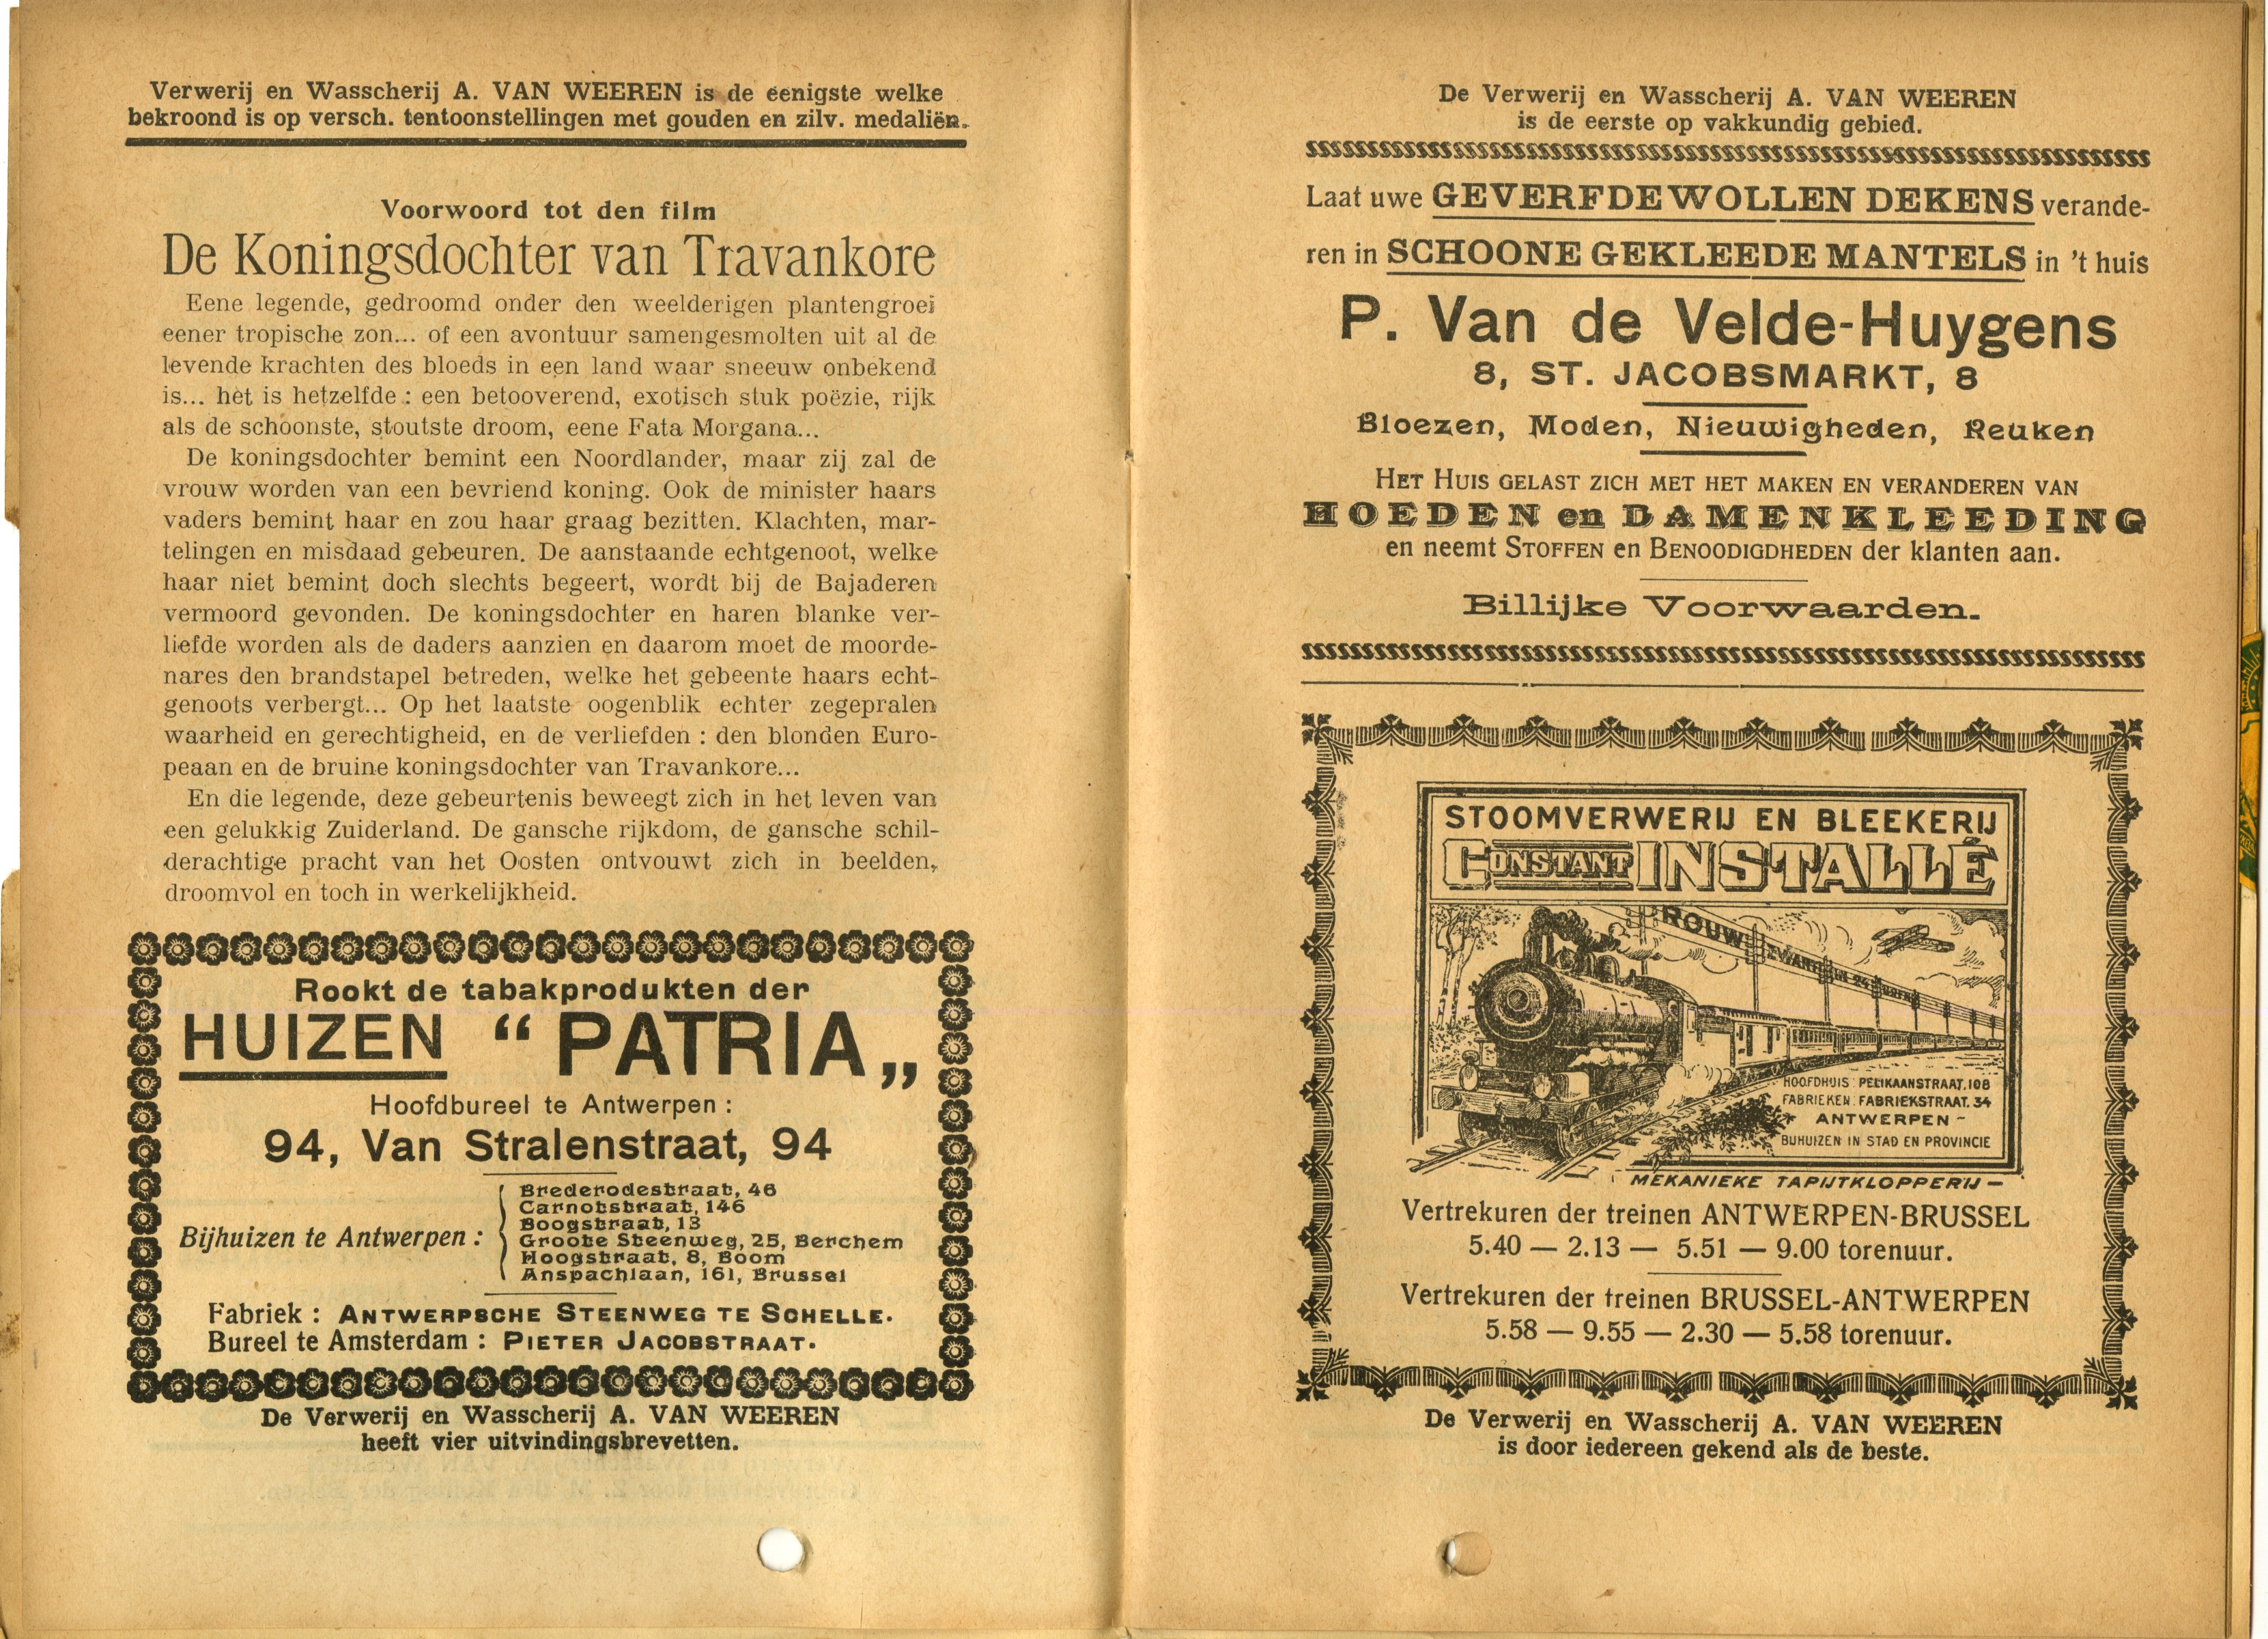 Verwerij en Wasscherij A. VAN WEEREN is de eenigste welke
bekroond is op versch. tentoonstellingen met gouden en zilv. medaliën.
Voorwoord tot den film
De Koningsdochter van Travankore
Eene legende, gedroomd onder den weelderigen plantengroei
eener tropische zon... of een avontuur samengesmolten uit al de
levende krachten des bloeds in een land waar sneeuw onbekend
is... het is hetzelfde : een betooverend, exotisch stuk poëzie, rijk
als de schoonste, stoutste droom, eene Fata Morgana...
De koningsdochter bemint een Noordlander, maar zij zal de
vrouw worden van een bevriend koning. Ook de minister haars
vaders bemint haar en zou haar graag bezitten. Klachten, mar-
telingen en misdaad gebeuren. De aanstaande echtgenoot, welke
haar niet bemint doch slechts begeert, wordt bij de Bajaderen
vermoord gevonden. De koningsdochter en haren blanke ver-
liefde worden als de daders aanzien en daarom moet de moorde-
nares den brandstapel betreden, welke het gebeente haars echt-
genoots verbergt... Op het laatste oogenblik echter zegepralen
waarheid en gerechtigheid, en de verliefden : den blonden Euro-
peaan en de bruine koningsdochter van Travankore...
En die legende, deze gebeurtenis beweegt zich in het leven van
een gelukkig Zuiderland. De gansche rijkdom, de gansche schil-
derachtige pracht van het Oosten ontvouwt zich in beelden,
droomvol en toch in werkelijkheid.
Rookt de tabakprodukten der
HUIZEN “ PATRIA „
Hoofdbureel te Antwerpen :
94, Van Stralenstraat, 94
Bijhuizen te Antwerpen :
Brederodestraat, 46
Carnotstraat, 146
Boogstraat, 13
Groote Steenweg, 25, Berchem
Hoogstraat, 8, Boom
Anspachlaan, 161, Brussel
Fabriek : ANTWERPSCHE STEENWEG TE SCHELLE.
Bureel te Amsterdam : PIETER JACOBSTRAAT.
De Verwerij en Wasscherij A. VAN WEEREN
heeft vier uitvindingsbrevetten.
De Verwerij en Wasscherij A. VAN WEEREN
is de eerste op vakkundig gebied.
Laat uwe GEVERFDE WOLLEN DEKENS verande-
ren in SCHOONE GEKLEEDE MANTELS in 't huis
P. Van de Velde-Huygens
8, ST. JACOBSMARKT, 8
Bloezen, Moden, Nieuwigheden, Reuken
HET HUIS GELAST ZICH MET HET MAKEN EN VERANDEREN VAN
HOEDEN en DAMENKLEEDING
en neemt STOFFEN en BENOODIGDHEDEN der klanten aan.
Billijke Voorwaarden.
STOOMVERWERIJ EN BLEEKERIJ
CONSTANT INSTALLÉ
ROUWGEWAAD IN 24 UREN
HOOFDHUIS: PELIKAANSTRAAT. 108
FABRIEKEN: FABRIEKSTRAAT. 34
ANTWERPEN -
BIJHUIZEN IN STAD EN PROVINCIE
MEKANIEKE TAPIJTKLOPPERIJ —
Vertrekuren der treinen ANTWERPEN-BRUSSEL
5.40 — 2.13 — 5.51 — 9.00 torenuur.
Vertrekuren der treinen BRUSSEL-ANTWERPEN
5.58 — 9.55 — 2.30 — 5.58 torenuur.
De Verwerij en Wasscherij A. VAN WEEREN
is door iedereen gekend als de beste.